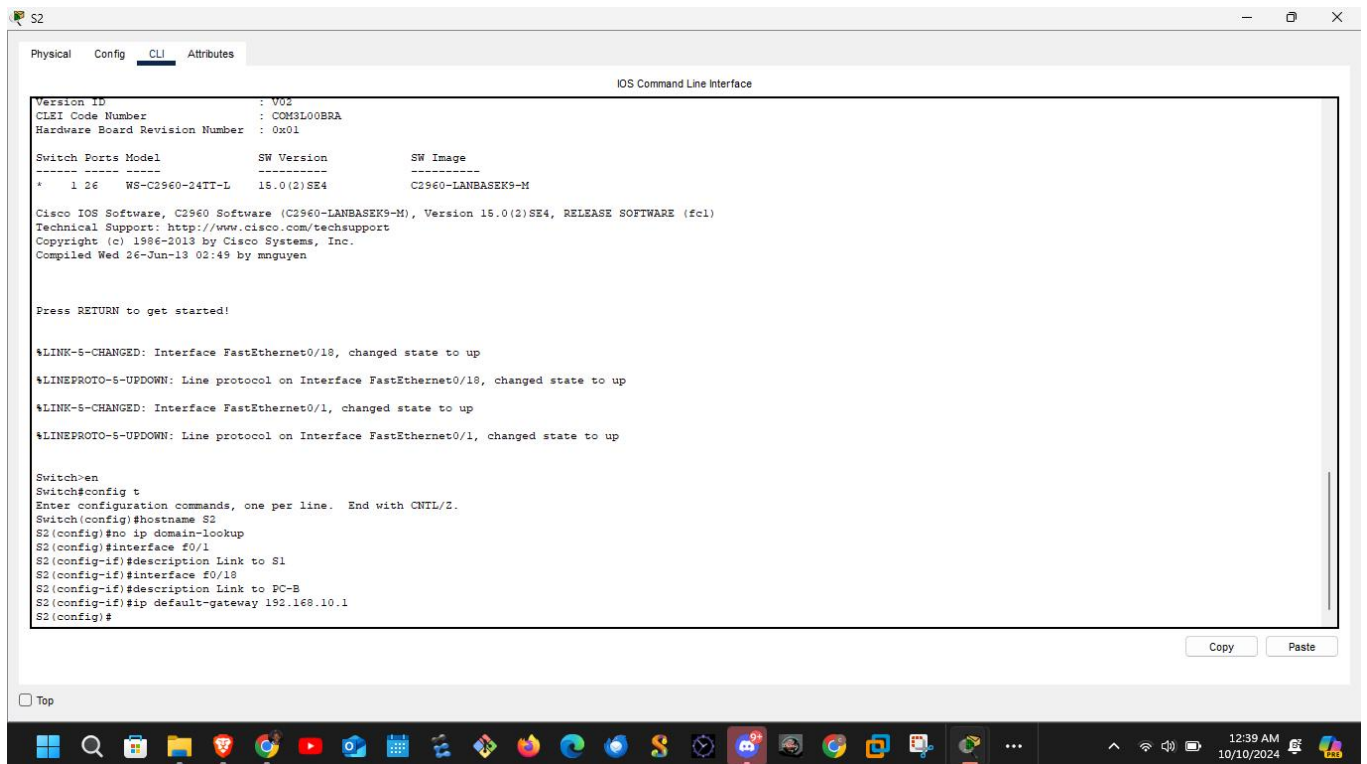 S2
Physical Config CLI Attributes
IOS Command Line Interface
Version ID : V02
CLEI Code Number : COM3L00BRA
Hardware Board Revision Number : 0x01
Switch Ports Model SW Version SW Image
------ ----- ----- ---------- ----------
* 1 26 WS-C2960-24TT-L 15.0(2)SE4 C2960-LANBASEK9-M
Cisco IOS Software, C2960 Software (C2960-LANBASEK9-M), Version 15.0(2)SE4, RELEASE SOFTWARE (fc1)
Technical Support: http://www.cisco.com/techsupport
Copyright (c) 1986-2013 by Cisco Systems, Inc.
Compiled Wed 26-Jun-13 02:49 by mnguyen
Press RETURN to get started!
%LINK-5-CHANGED: Interface FastEthernet0/18, changed state to up
%LINEPROTO-5-UPDOWN: Line protocol on Interface FastEthernet0/18, changed state to up
%LINK-5-CHANGED: Interface FastEthernet0/1, changed state to up
%LINEPROTO-5-UPDOWN: Line protocol on Interface FastEthernet0/1, changed state to up
Switch>en
Switch#config t
Enter configuration commands, one per line. End with CNTL/Z.
Switch(config)#hostname S2
S2(config)#no ip domain-lookup
S2(config)#interface f0/1
S2(config-if)#description Link to S1
S2(config-if)#interface f0/18
S2(config-if)#description Link to PC-B
S2(config-if)#ip default-gateway 192.168.10.1
S2(config)#
Copy Paste
Top
9+
12:39 AM
10/10/2024
PRE